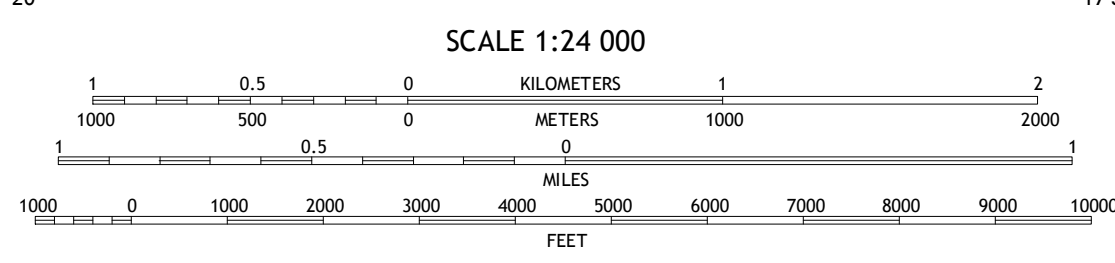 20
SCALE 1:24 000
1 0.5 0 KILOMETERS 1 2
1000 500 0 METERS 1000 2000
1 0.5 0 1
MILES
1000 0 1000 2000 3000 4000 5000 6000 7000 8000 9000 10000
FEET